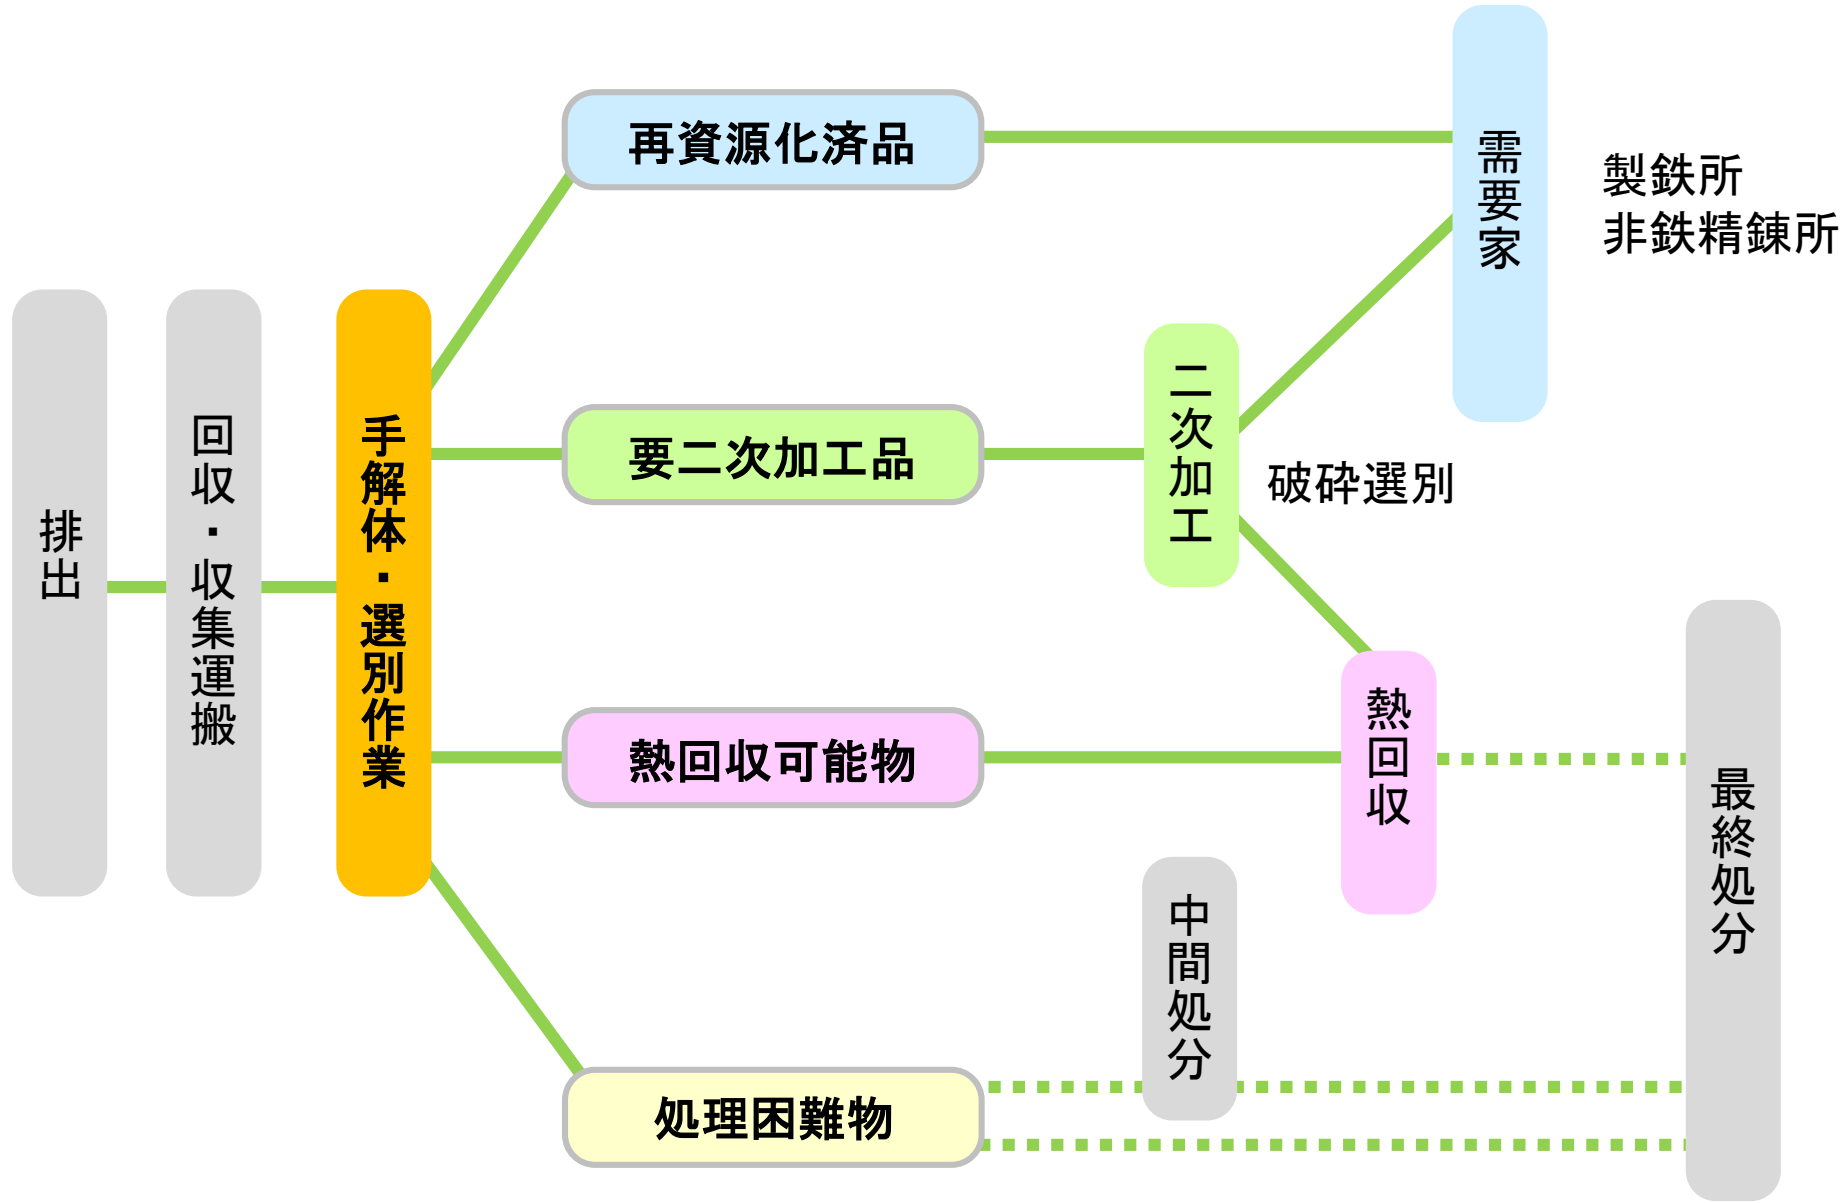 排出
回収・収集運搬
手解体・選別作業
再資源化済品
要二次加工品
熱回収可能物
処理困難物
二次加工
破砕選別
中間処分
熱回収
需要家
製鉄所
非鉄精錬所
最終処分